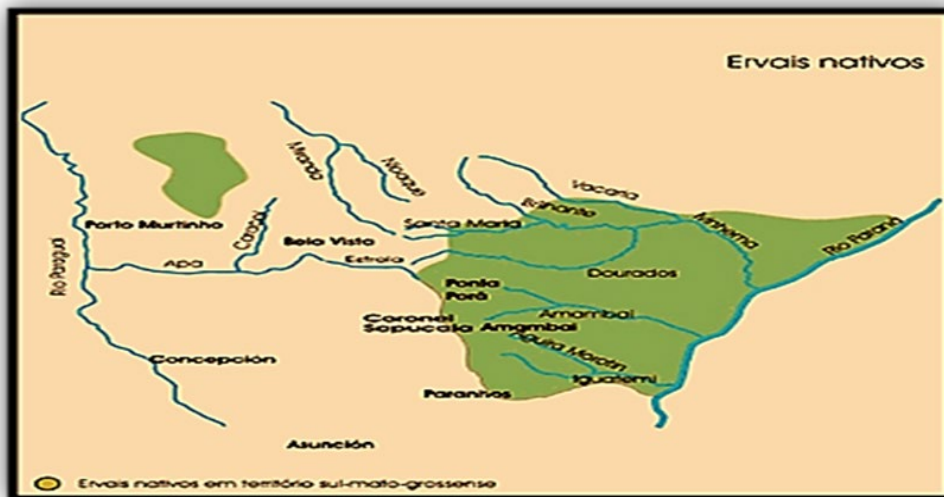 Ervais nativos
Miranda
Nioaque
Vacaria
Brilhante
Santa Maria
Ivinhema
Rio Paraná
Porto Murtinho
Caracol
Bela Vista
Rio Paraguai
Apa
Estrela
Dourados
Ponta
Porã
Amambai
Coronel
Sapucaia
Amambai
Iguatemi
Concepción
Paranhos
Asunción
Ervais nativos em território sul-mato-grossense